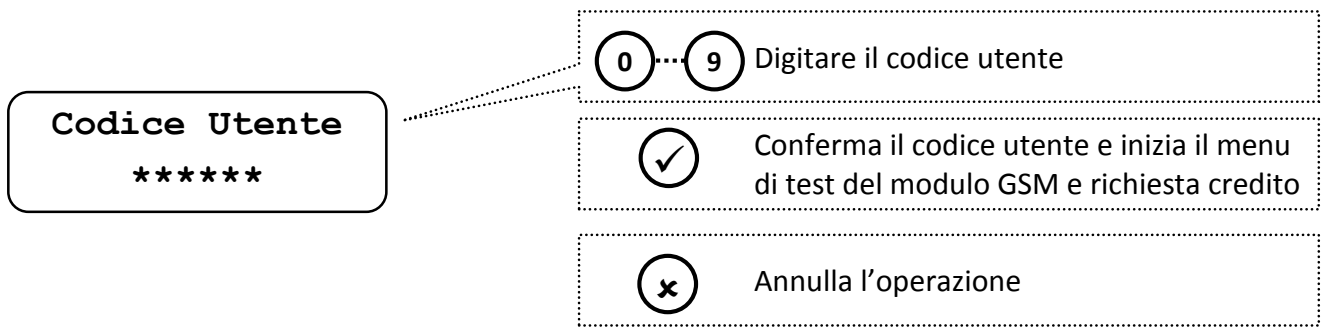 Codice Utente
******
0 9 Digitare il codice utente
✓ Conferma il codice utente e inizia il menu
di test del modulo GSM e richiesta credito
x Annulla l’operazione